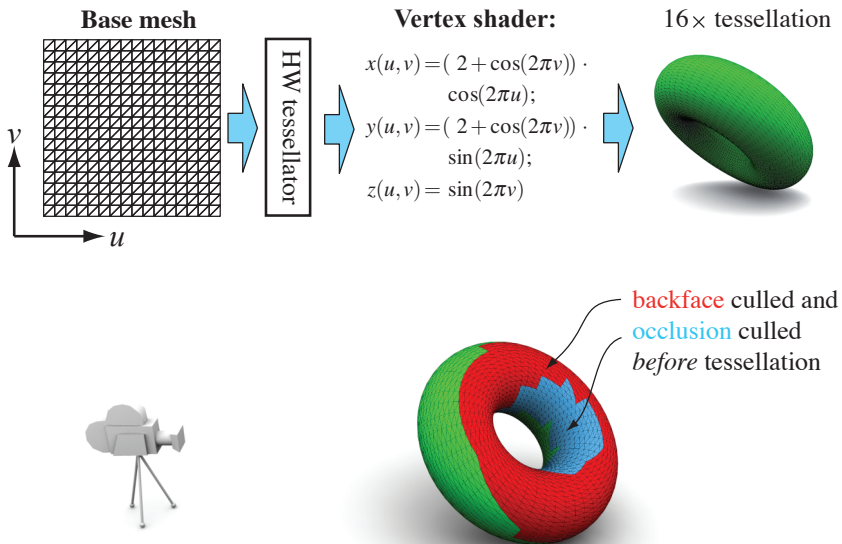 Base mesh
Vertex shader:
16× tessellation
v
u
HW tessellator
x(u,v)=( 2+cos(2πv)) ·
cos(2πu);
y(u,v)=( 2+cos(2πv)) ·
sin(2πu);
z(u,v)= sin(2πv)
backface culled and
occlusion culled
before tessellation